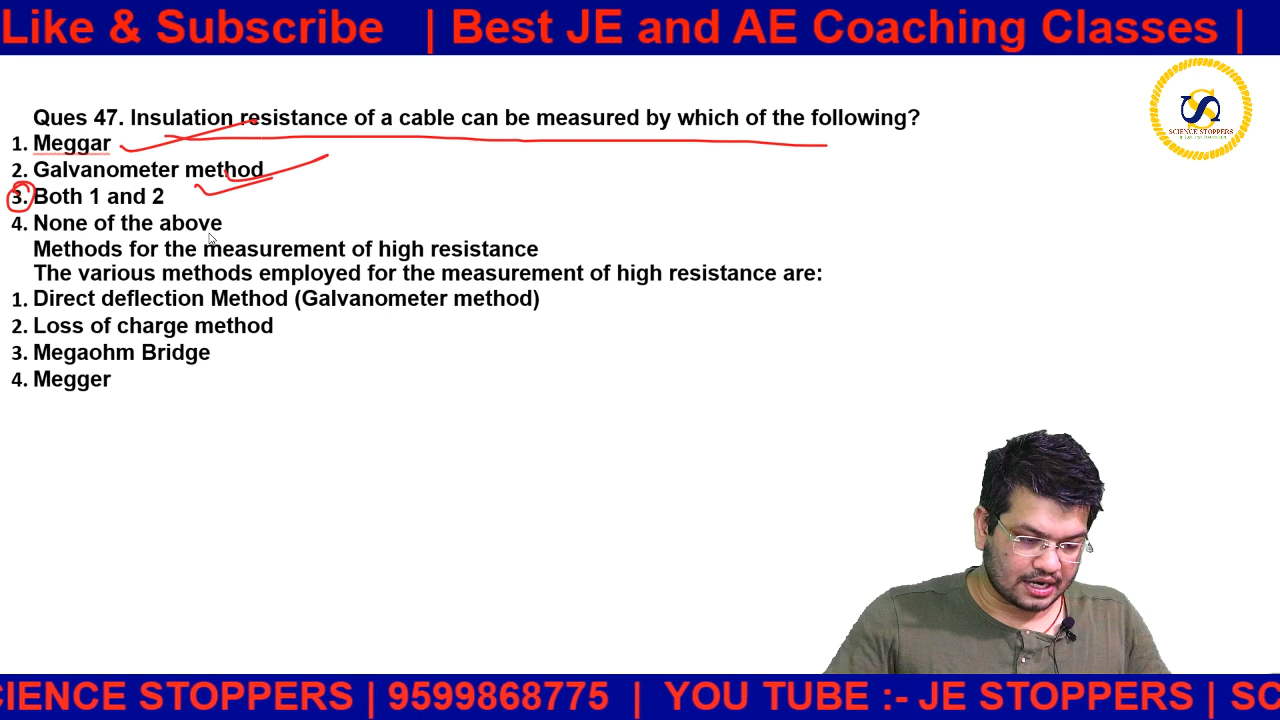 Like & Subscribe | Best JE and AE Coaching Classes |
SCIENCE STOPPERS
Ques 47. Insulation resistance of a cable can be measured by which of the following?
1. Meggar
2. Galvanometer method
3. Both 1 and 2
4. None of the above
Methods for the measurement of high resistance
The various methods employed for the measurement of high resistance are:
1. Direct deflection Method (Galvanometer method)
2. Loss of charge method
3. Megaohm Bridge
4. Megger
CIENCE STOPPERS | 9599868775 | YOU TUBE :- JE STOPPERS | SC